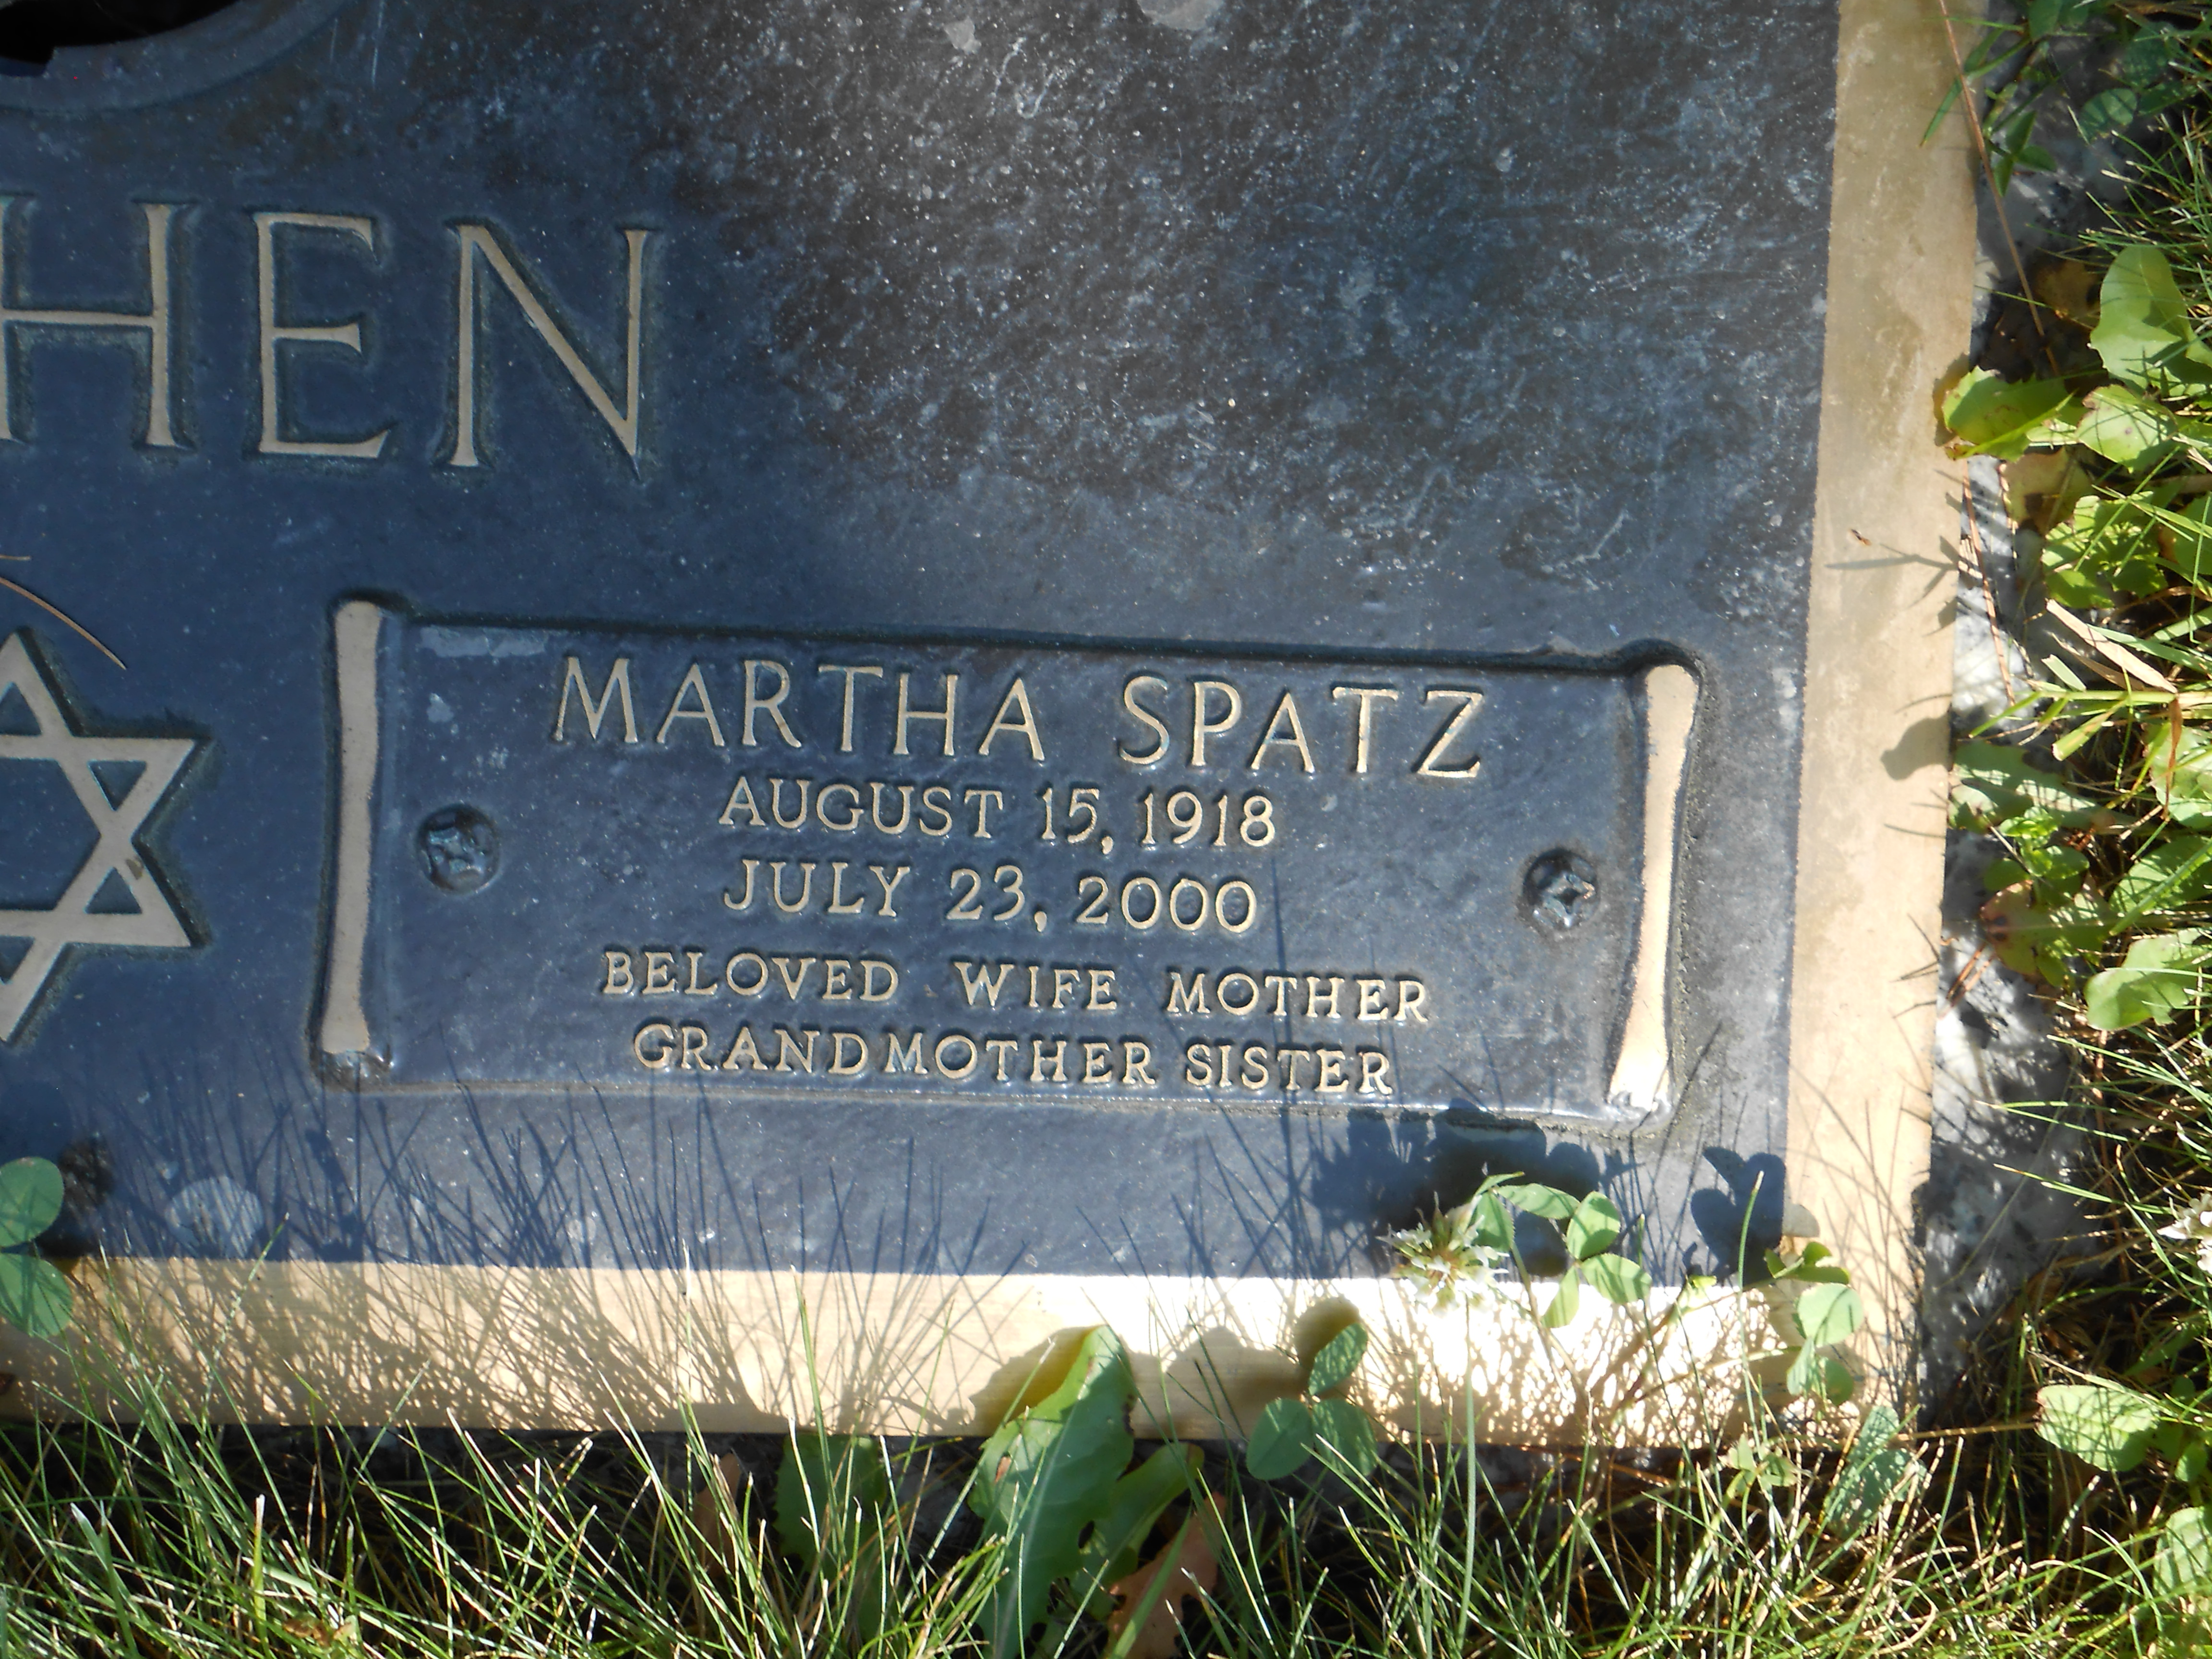 HEN
MARTHA SPATZ
AUGUST 15, 1918
JULY 23, 2000
BELOVED WIFE MOTHER
GRANDMOTHER SISTER